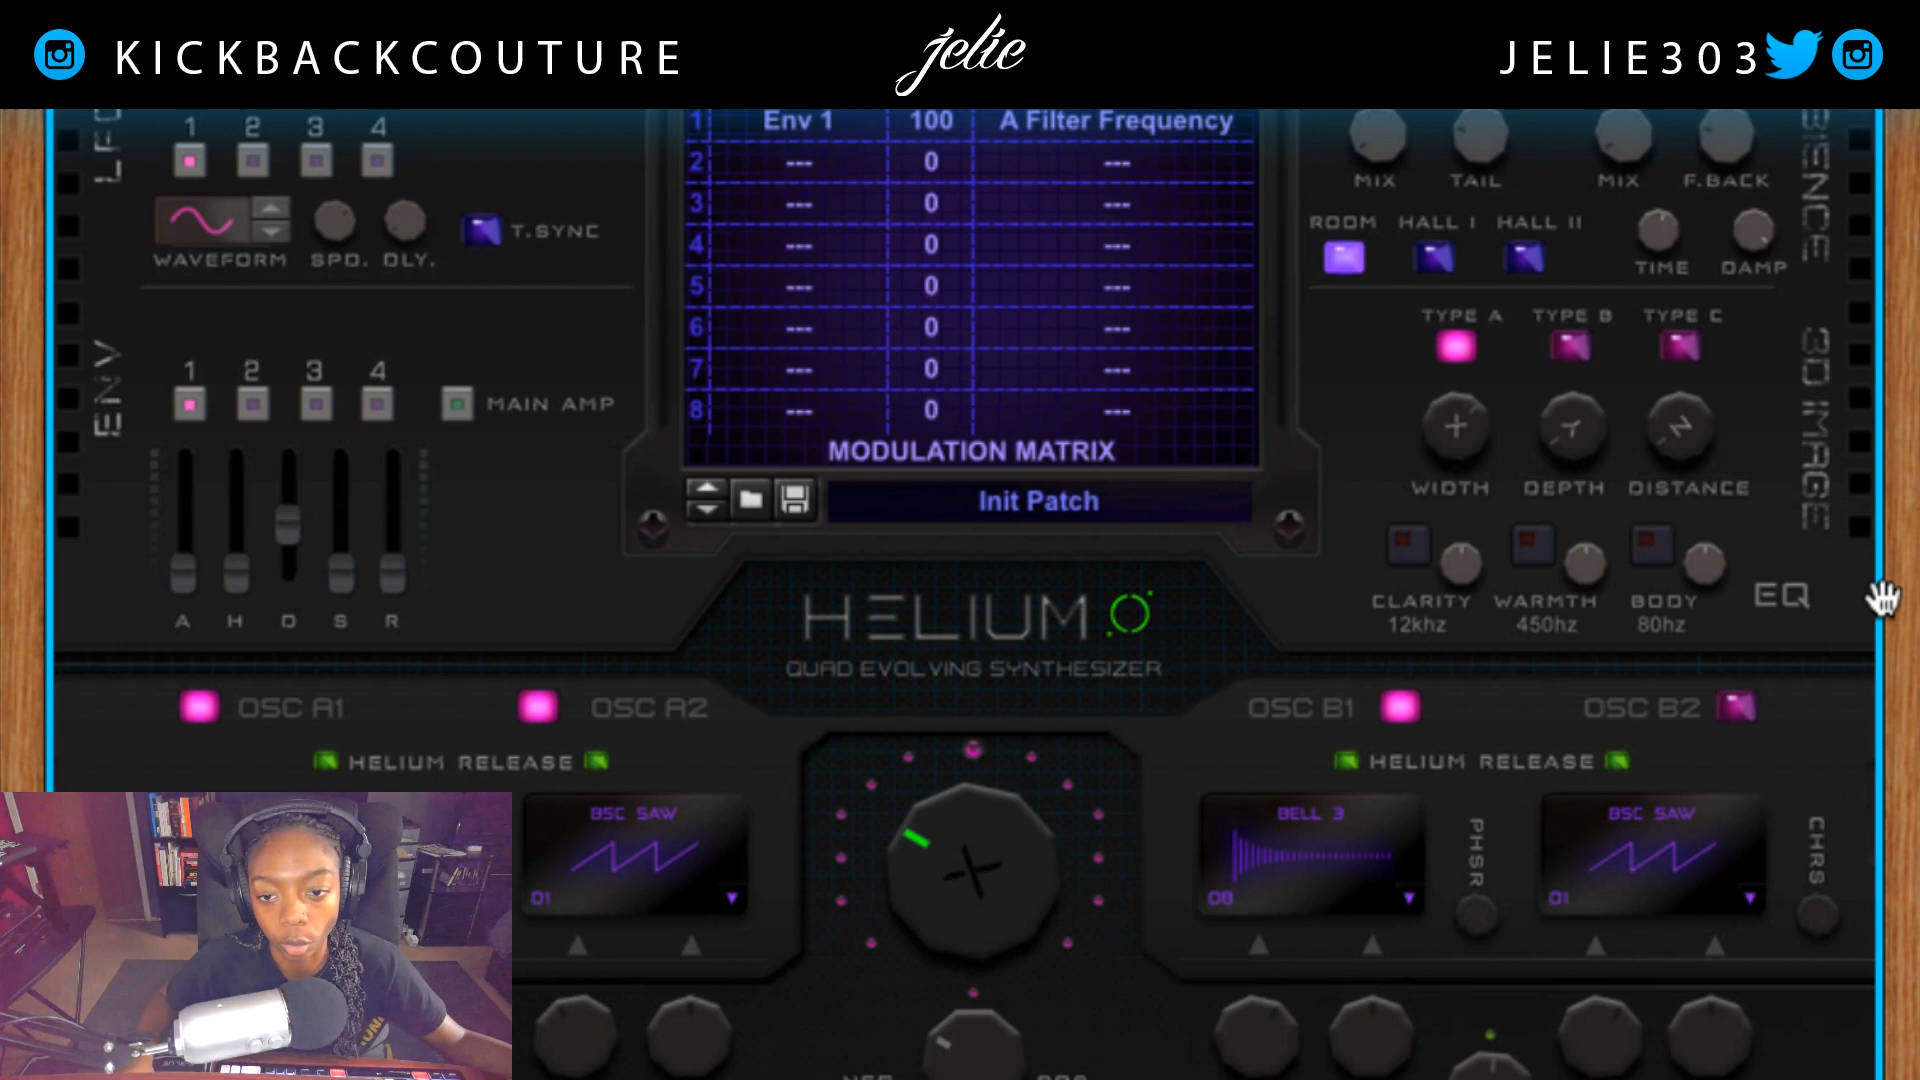 KICKBACKCOUTURE
jelie
JELIE303
LFO
1 2 3 4
WAVEFORM SPD. DLY.
T.SYNC
ENV
1 2 3 4
MAIN AMP
A H D S R
1 Env 1 100 A Filter Frequency
2 --- 0 ---
3 --- 0 ---
4 --- 0 ---
5 --- 0 ---
6 --- 0 ---
7 --- 0 ---
8 --- 0 ---
MODULATION MATRIX
Init Patch
MIX TAIL MIX F.BACK
ROOM HALL I HALL II
TIME DAMP
TYPE A TYPE B TYPE C
X Y Z
WIDTH DEPTH DISTANCE
3D IMAGE
CLARITY WARMTH BODY
12khz 450hz 80hz
EQ
HELIUM
QUAD EVOLVING SYNTHESIZER
OSC A1 OSC A2
OSC B1 OSC B2
HELIUM RELEASE
HELIUM RELEASE
BSC SAW
01
BELL 3
08
PHSR
BSC SAW
01
CHRS